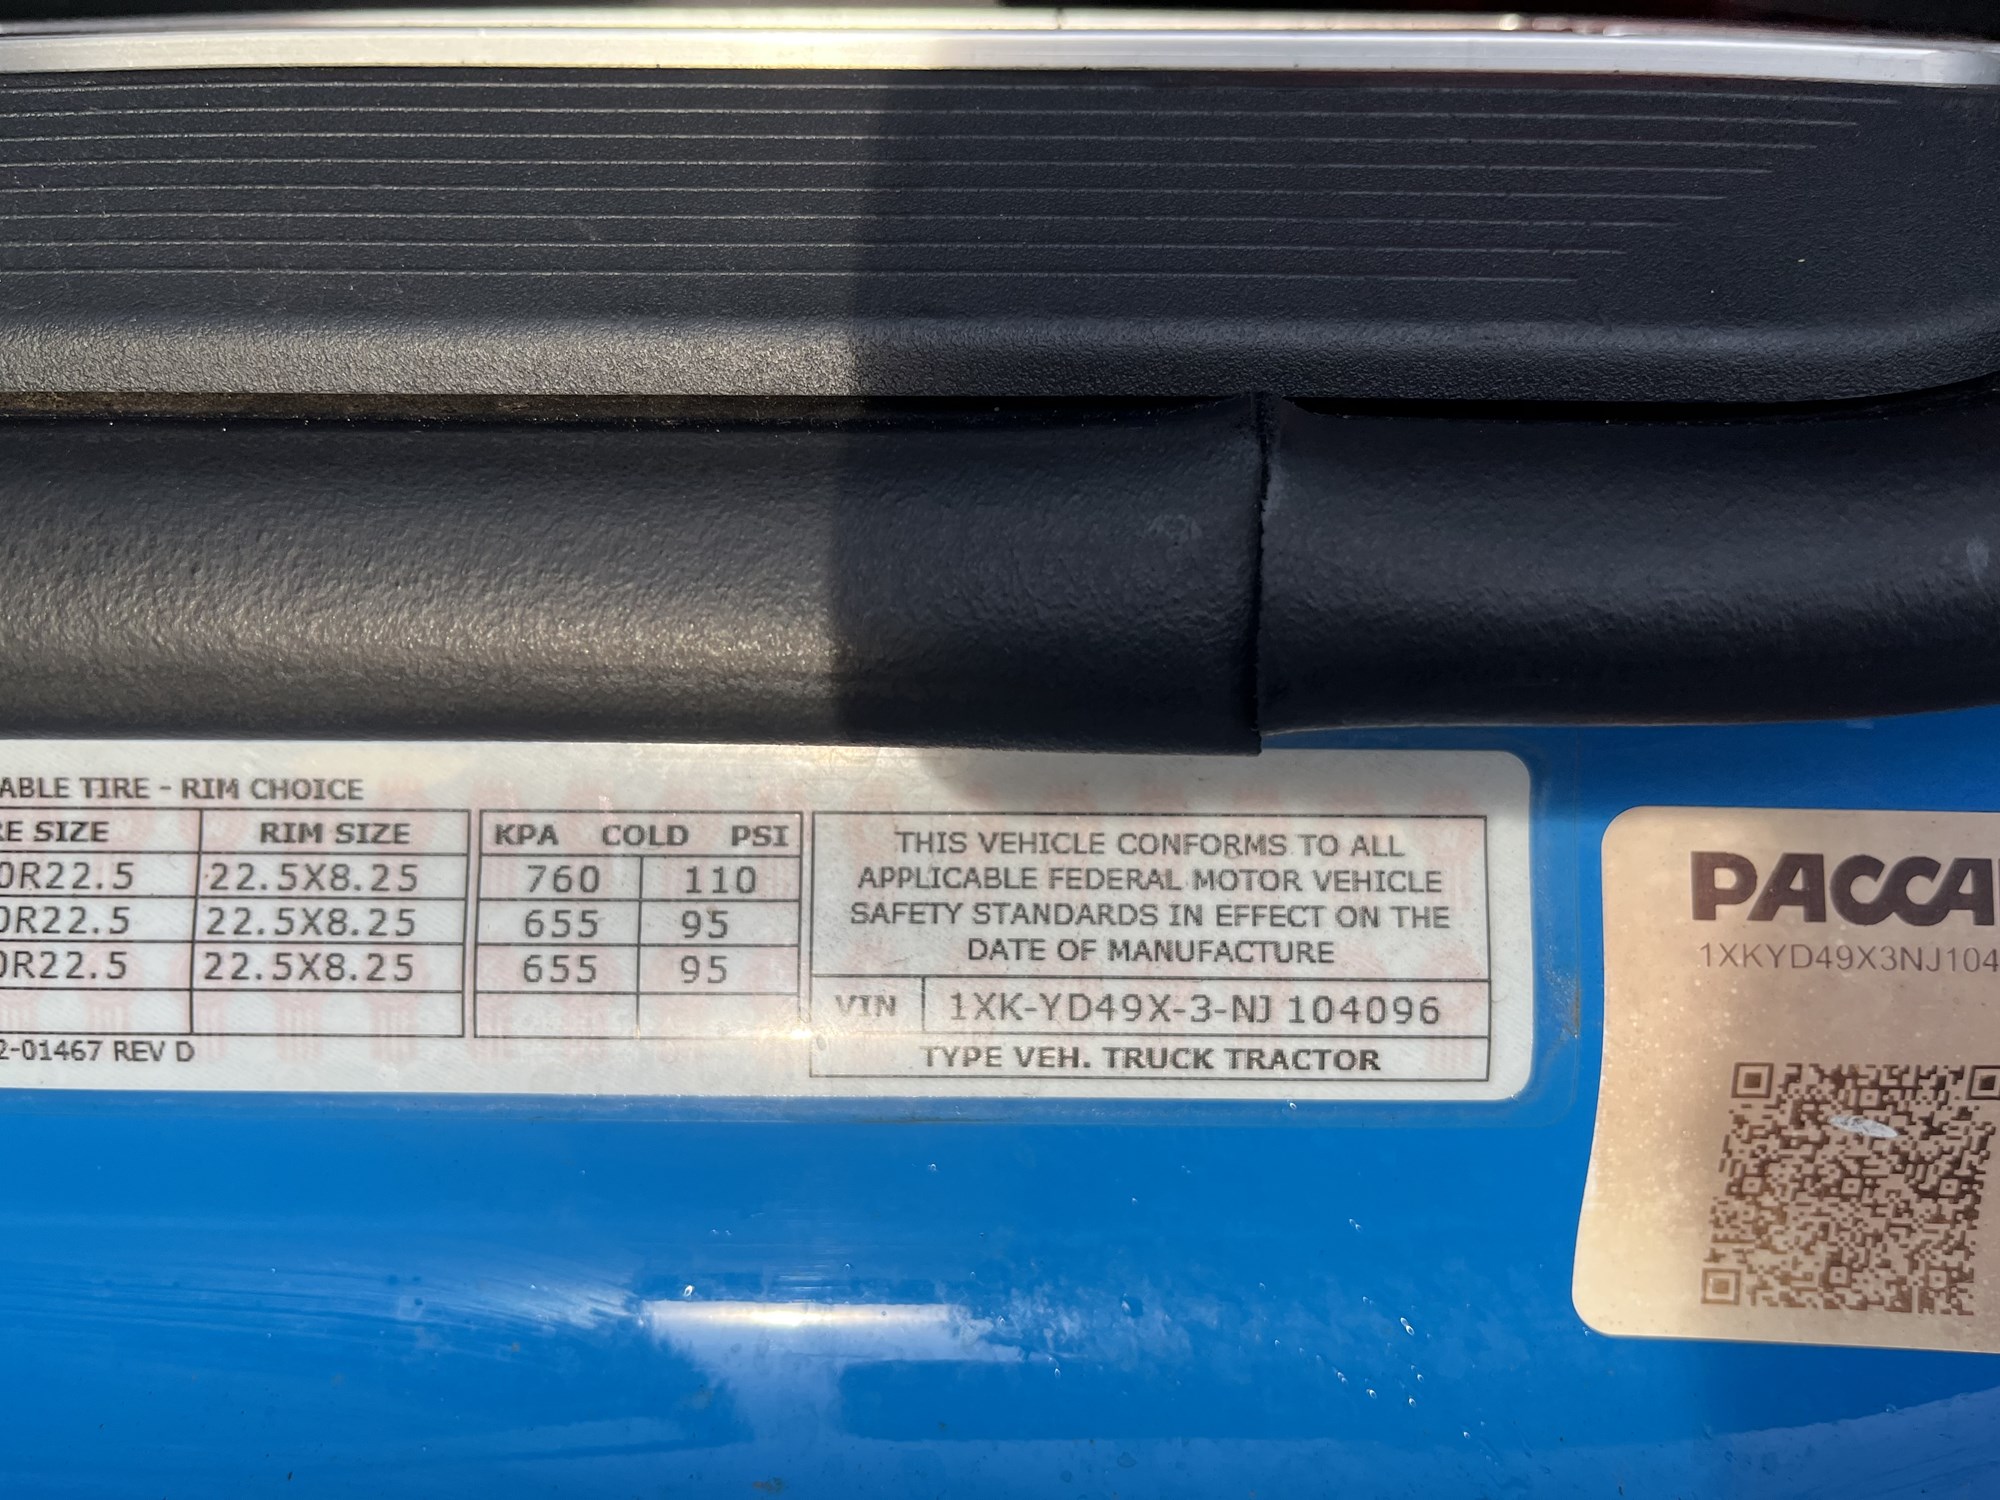 ABLE TIRE - RIM CHOICE
RE SIZE RIM SIZE KPA COLD PSI
0R22.5 22.5X8.25 760 110
0R22.5 22.5X8.25 655 95
0R22.5 22.5X8.25 655 95
2-01467 REV D
THIS VEHICLE CONFORMS TO ALL
APPLICABLE FEDERAL MOTOR VEHICLE
SAFETY STANDARDS IN EFFECT ON THE
DATE OF MANUFACTURE
VIN 1XK-YD49X-3-NJ 104096
TYPE VEH. TRUCK TRACTOR
PACCA
1XKYD49X3NJ104